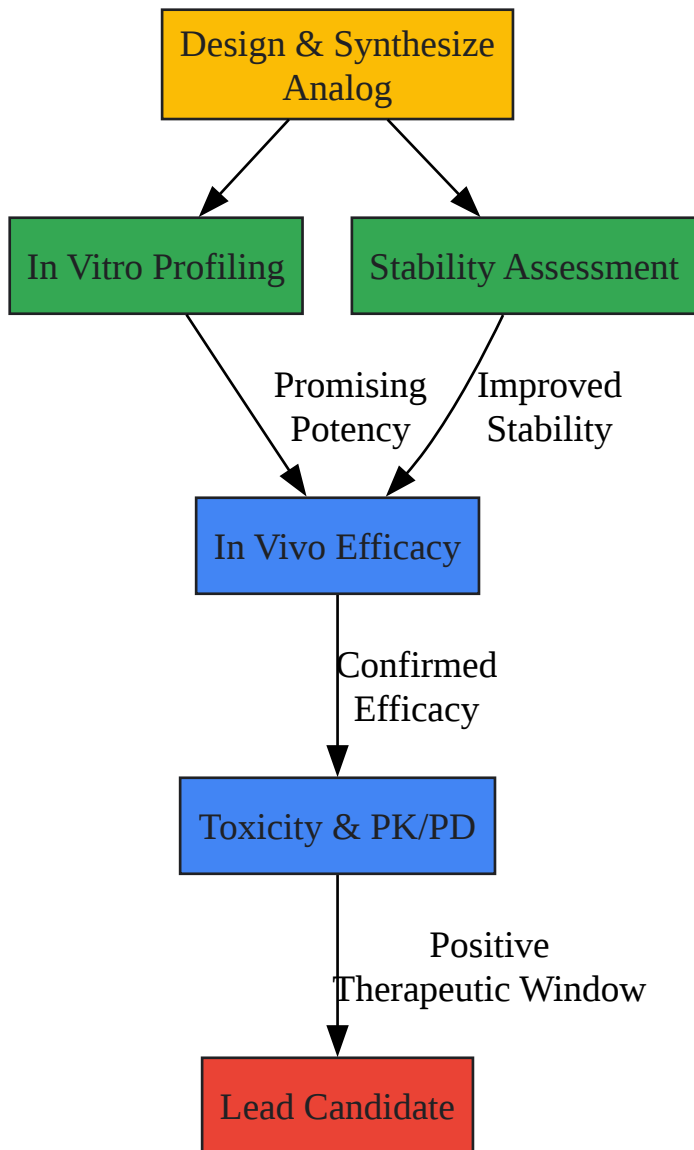 Design & Synthesize
Analog
In Vitro Profiling
Stability Assessment
Promising
Potency
Improved
Stability
In Vivo Efficacy
Confirmed
Efficacy
Toxicity & PK/PD
Positive
Therapeutic Window
Lead Candidate